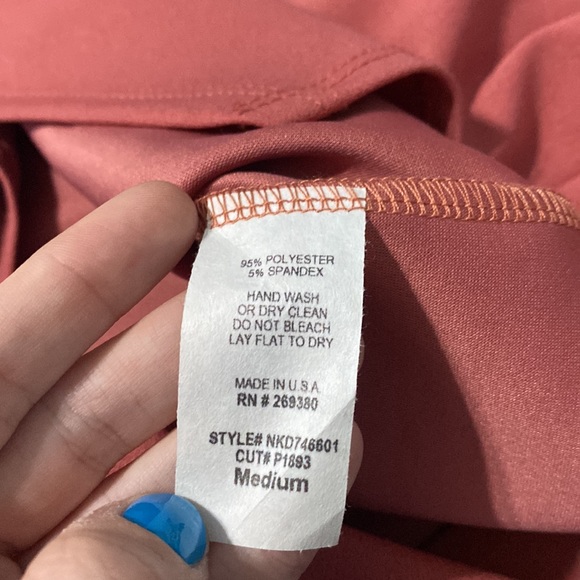 95% POLYESTER
5% SPANDEX
HAND WASH
OR DRY CLEAN
DO NOT BLEACH
LAY FLAT TO DRY
MADE IN U.S.A
RN # 269380
STYLE# NKD746601
CUT# P1893
Medium